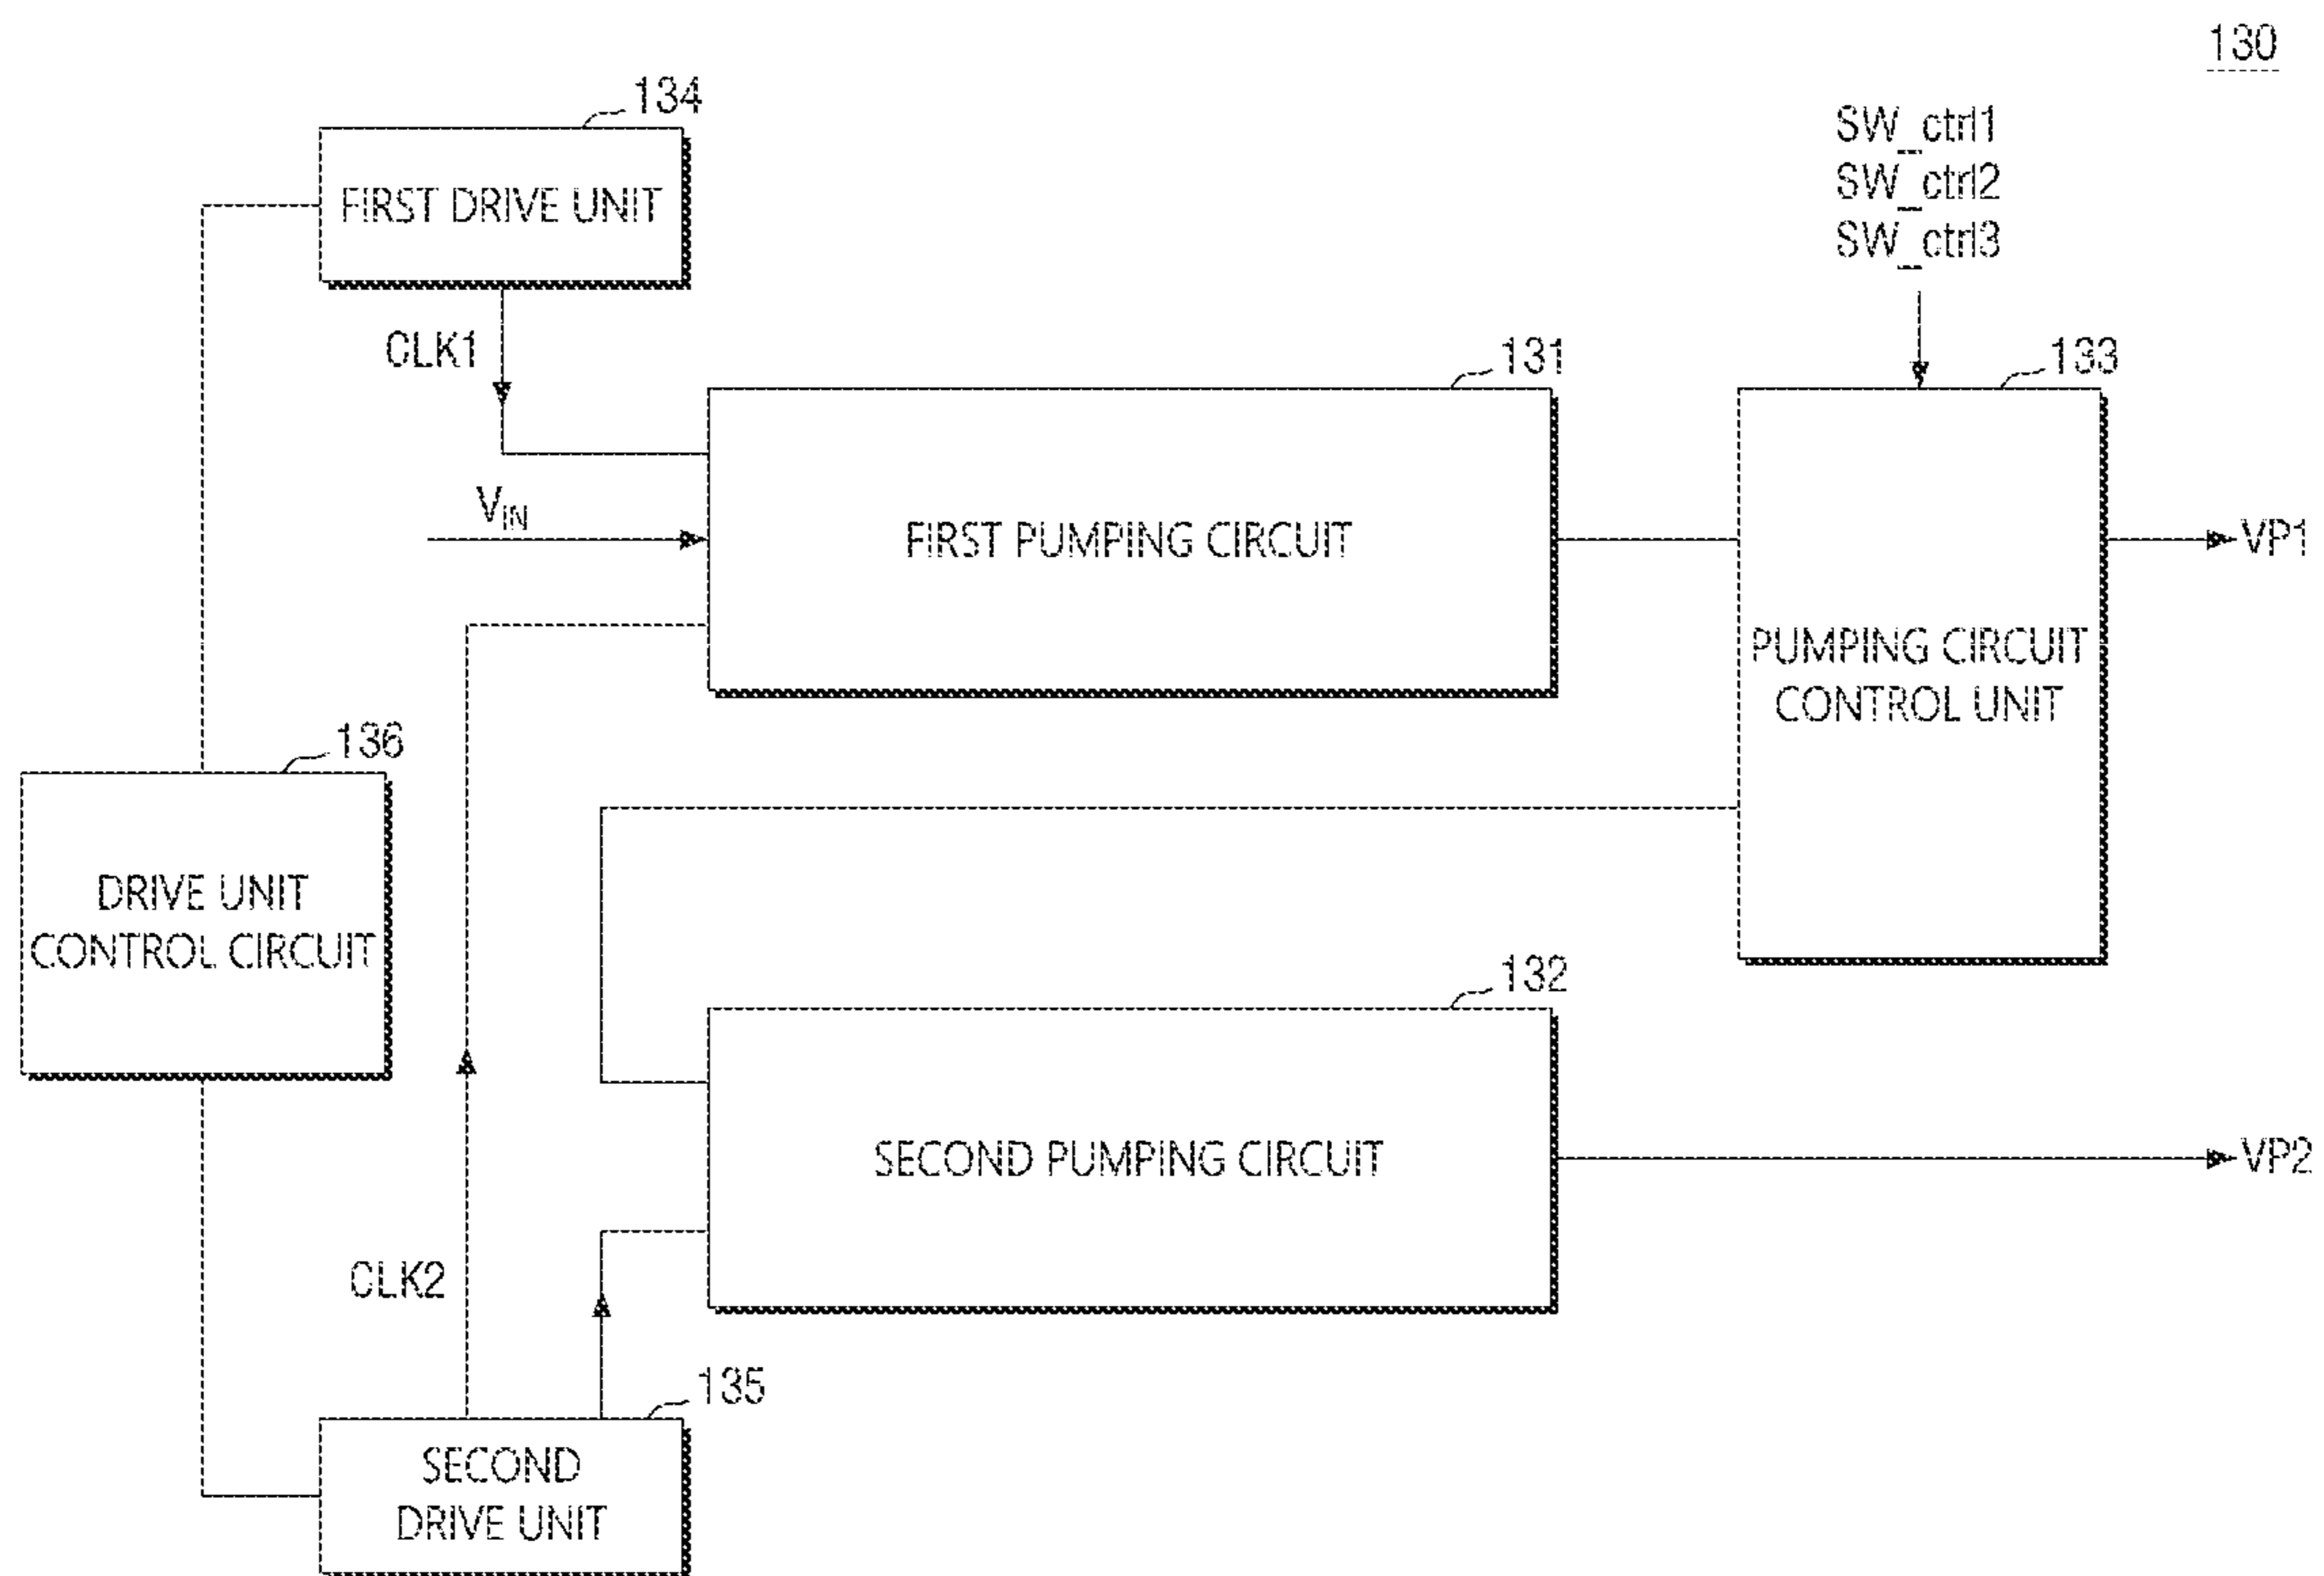 130
134
FIRST DRIVE UNIT
SW_ctrl1
SW_ctrl2
SW_ctrl3
CLK1
131
133
VIN
FIRST PUMPING CIRCUIT
VP1
PUMPING CIRCUIT
CONTROL UNIT
136
DRIVE UNIT
CONTROL CIRCUIT
132
SECOND PUMPING CIRCUIT
VP2
CLK2
135
SECOND
DRIVE UNIT